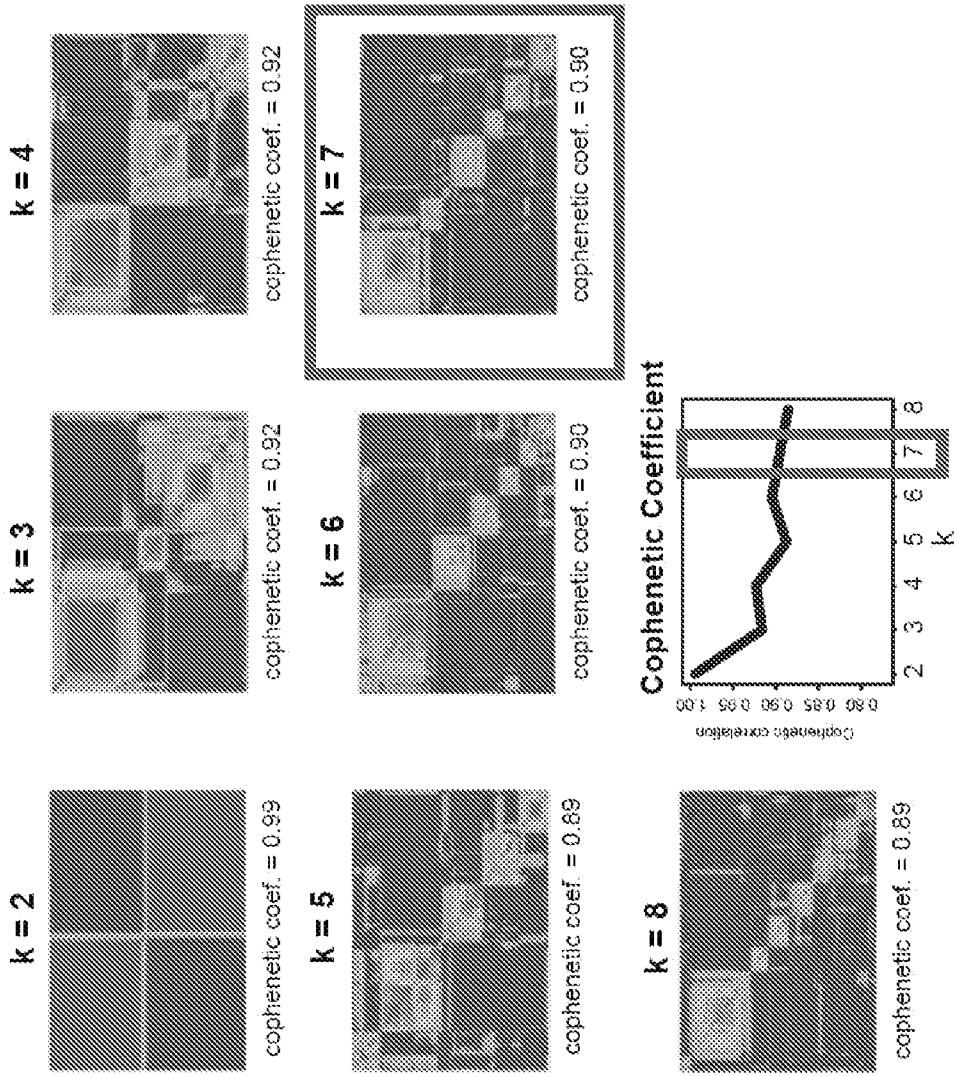 k = 2
cophenetic coef. = 0.99
k = 3
cophenetic coef. = 0.92
k = 4
cophenetic coef. = 0.92
k = 5
cophenetic coef. = 0.89
k = 6
cophenetic coef. = 0.90
k = 7
cophenetic coef. = 0.90
k = 8
cophenetic coef. = 0.89
Cophenetic Coefficient
Cophenetic correlation
1.00
0.95
0.90
0.85
0.80
2 3 4 5 6 7 8
k